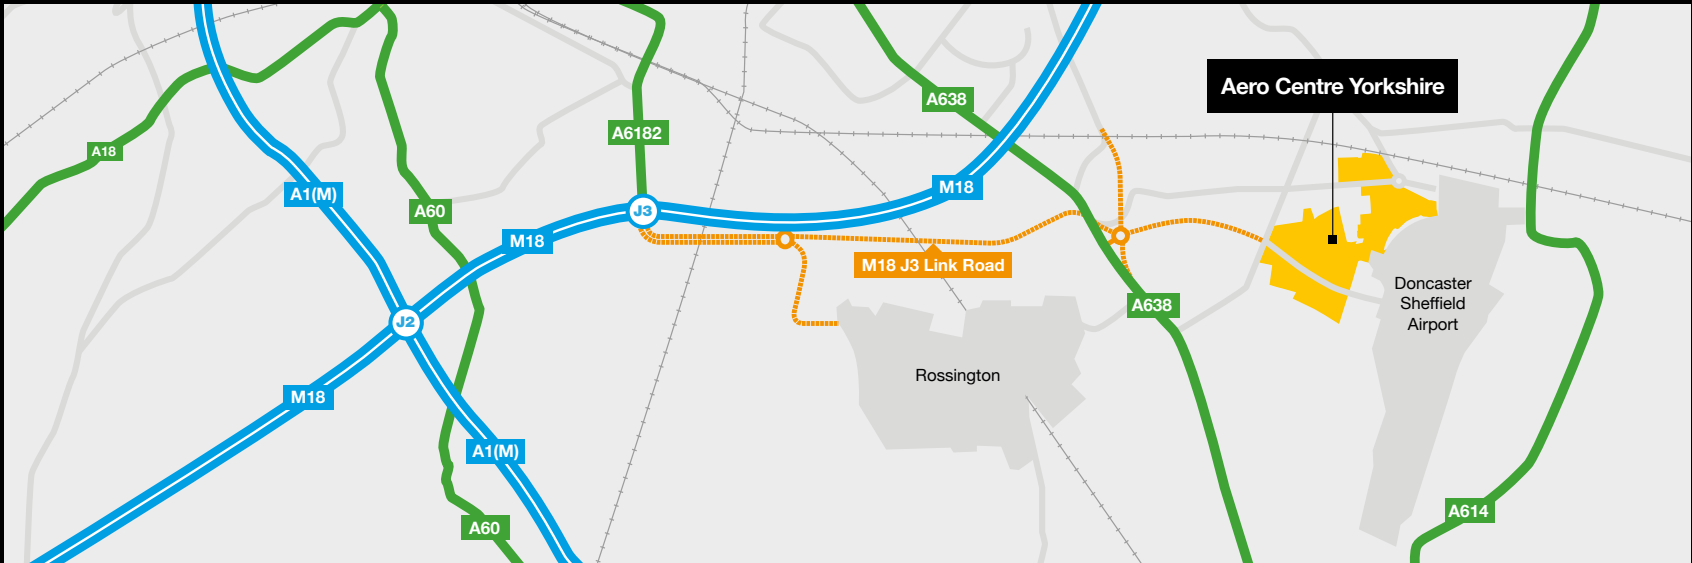 Aero Centre Yorkshire
A638
A6182
A18
A1(M)
M18
A60
J3
M18
M18 J3 Link Road
Doncaster
Sheffield
Airport
A638
J2
Rossington
M18
A1(M)
A614
A60